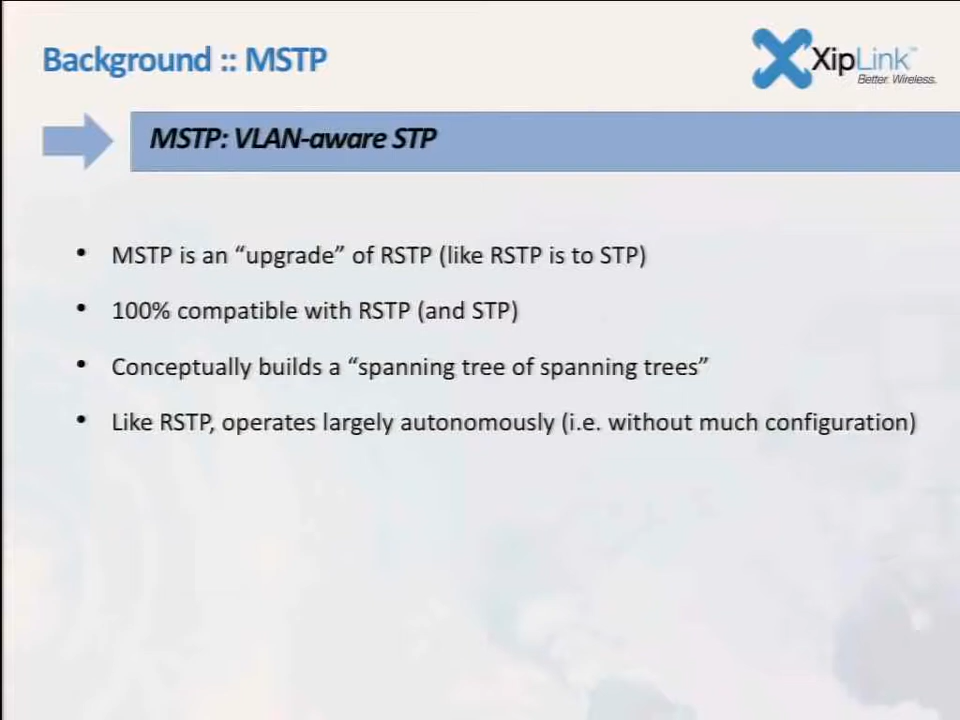 Background :: MSTP
XipLink™
Better. Wireless.
MSTP: VLAN-aware STP
• MSTP is an “upgrade” of RSTP (like RSTP is to STP)
• 100% compatible with RSTP (and STP)
• Conceptually builds a “spanning tree of spanning trees”
• Like RSTP, operates largely autonomously (i.e. without much configuration)